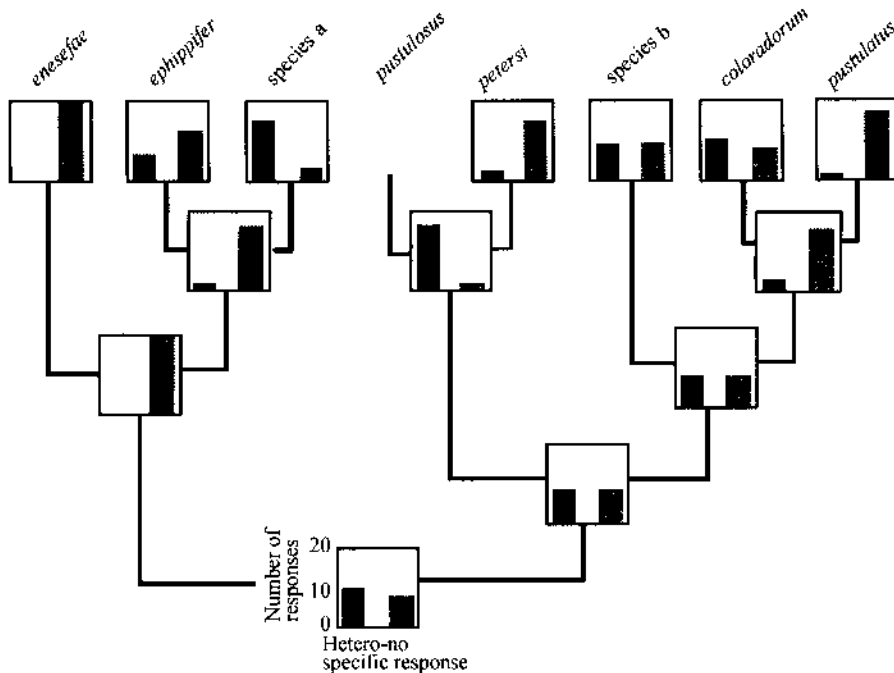 enesefae
ephippifer
species a
pustulosus
petersi
species b
coloradorum
pustulatus
Number of
responses
20
10
0
Hetero-no
specific response